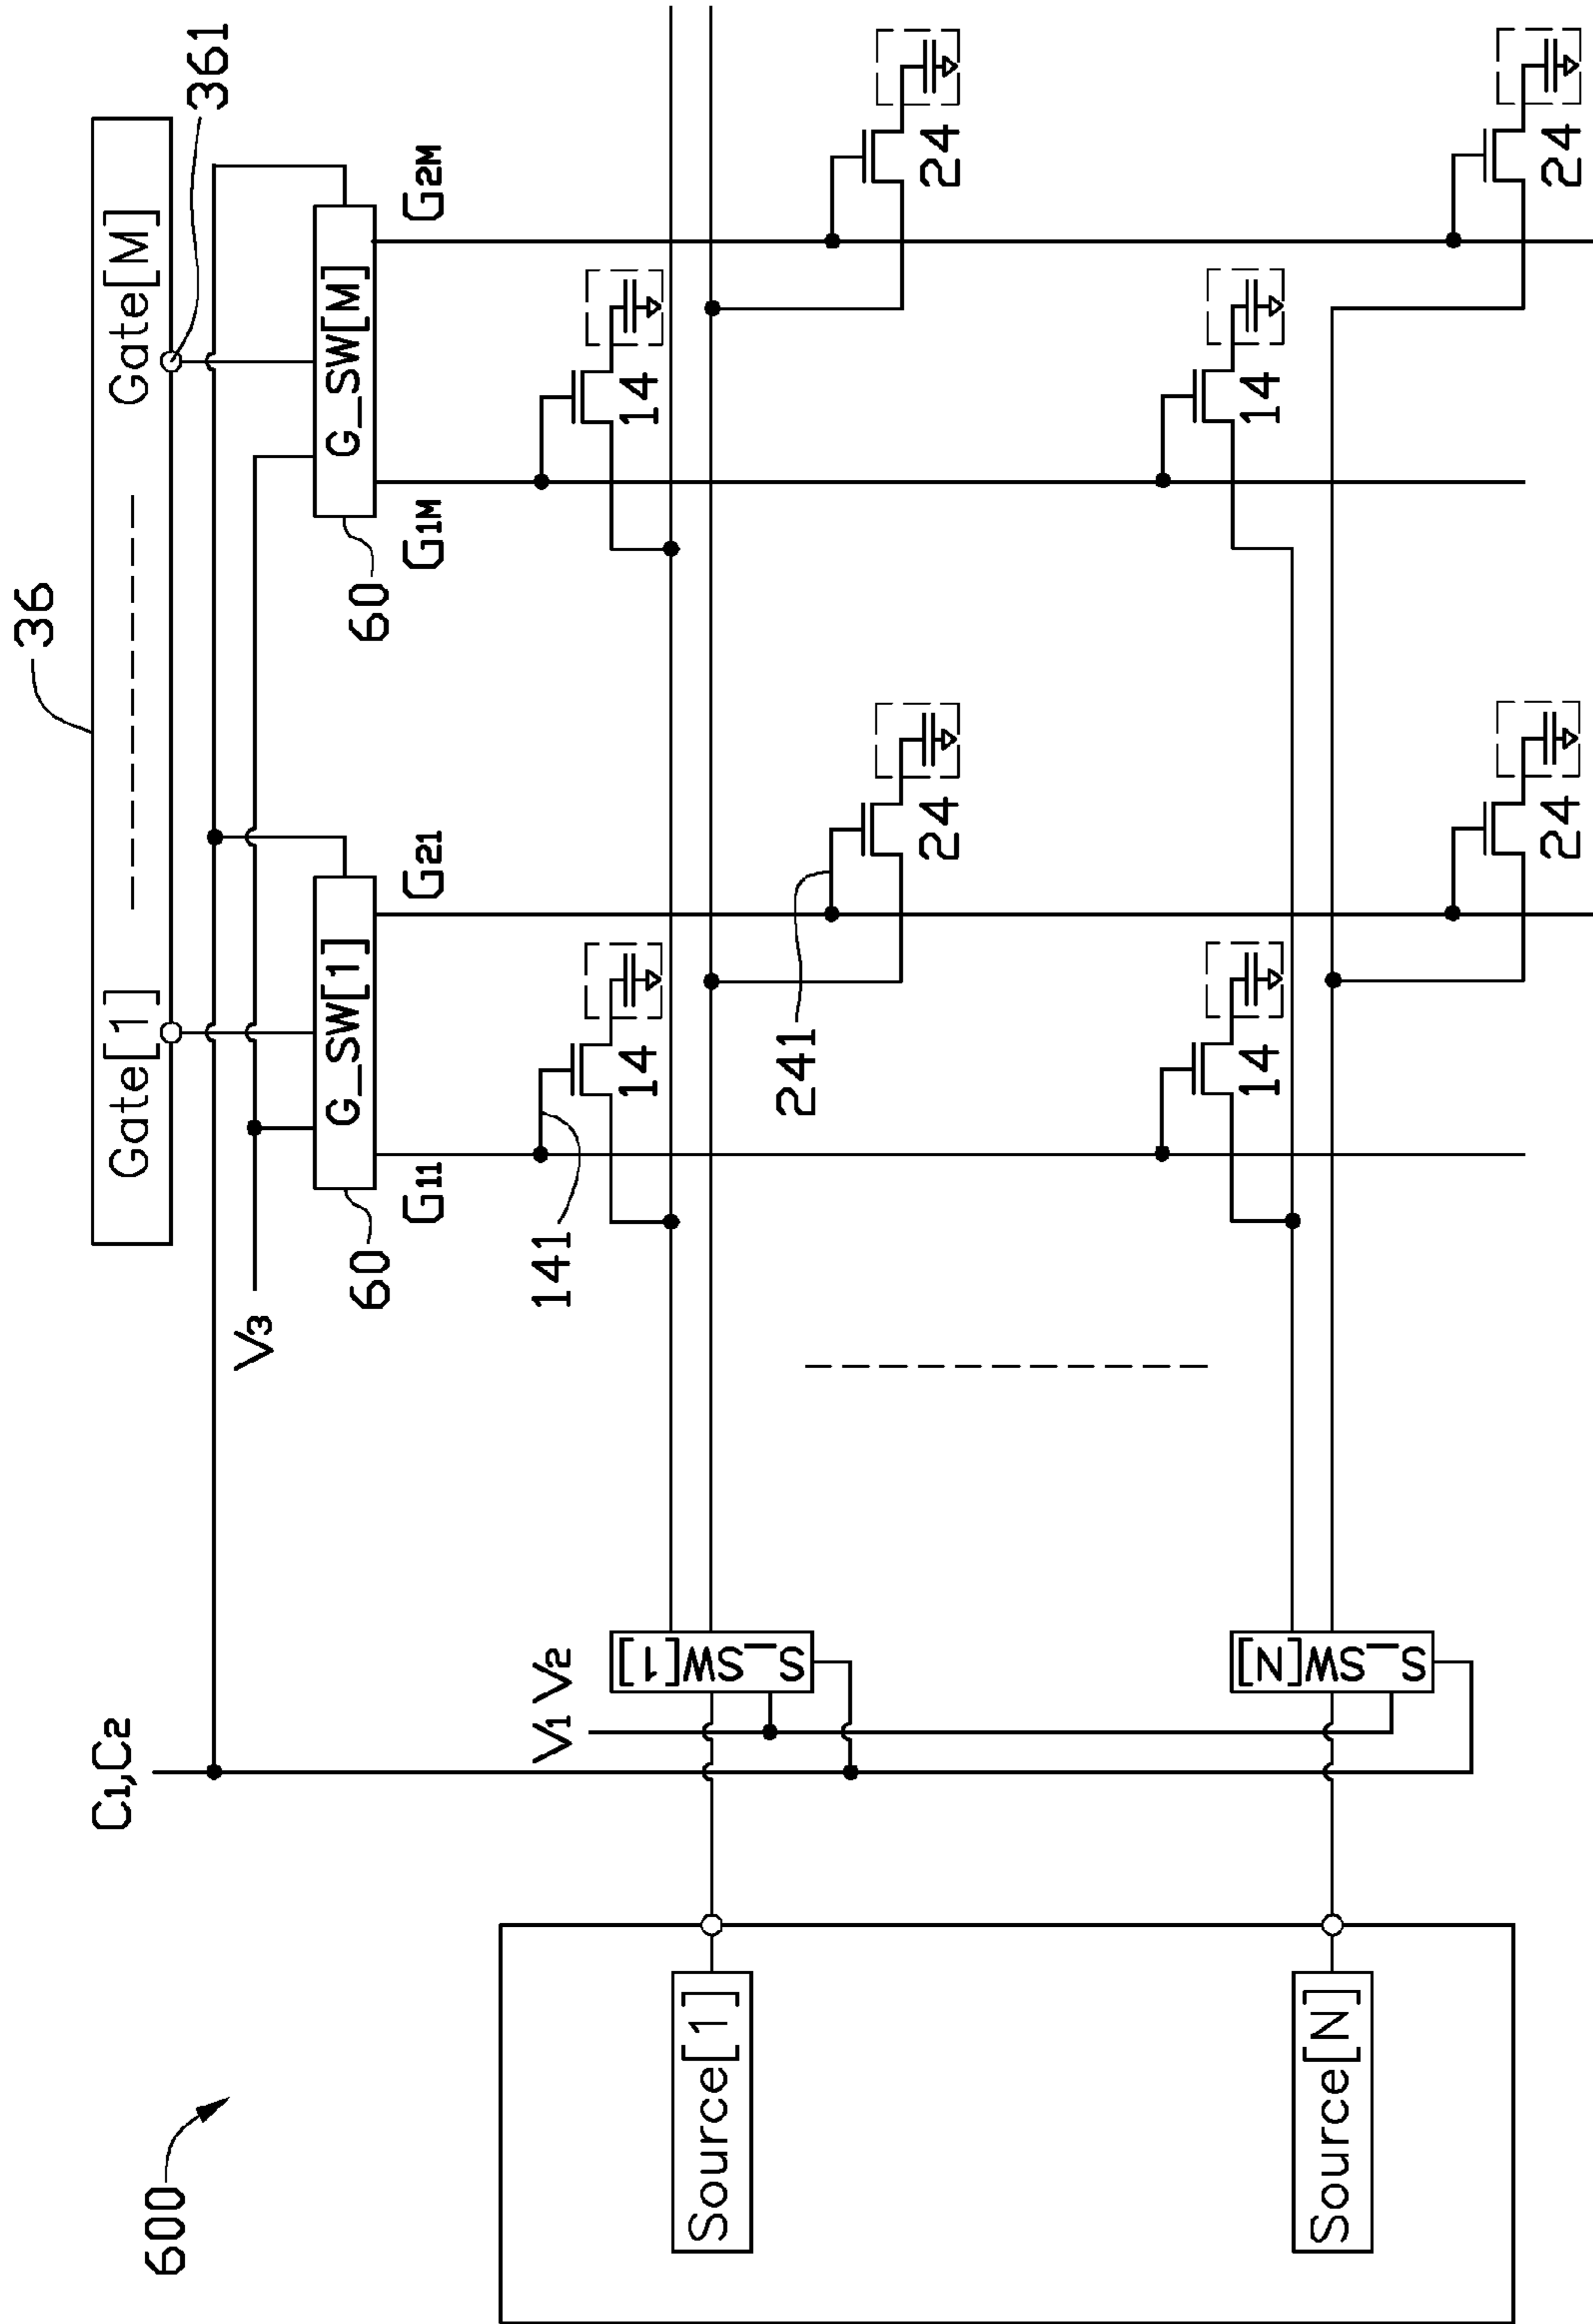 600
36
361
Gate[1]
Gate[M]
C1,C2
V3
G_SW[1]
G_SW[M]
60
60
G11
G21
G1M
G2M
V1 V2
141
14
14
241
24
24
S_SW[1]
Source[1]
14
14
24
24
S_SW[N]
Source[N]